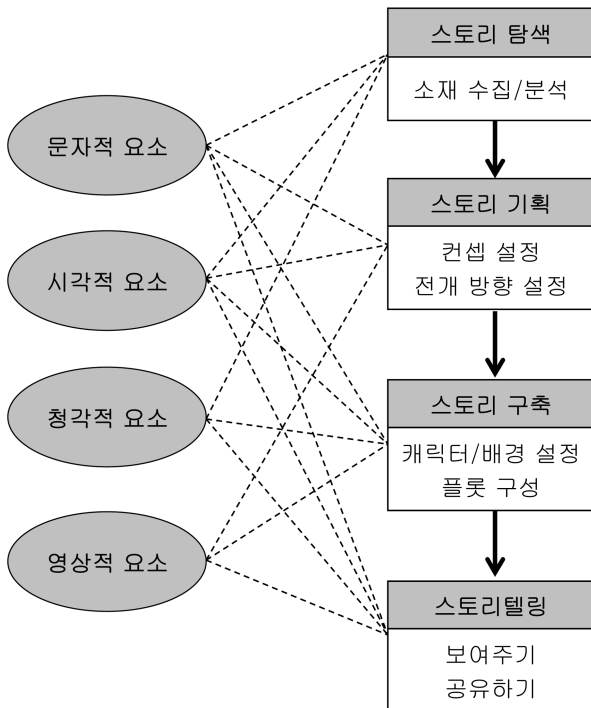 문자적 요소
시각적 요소
청각적 요소
영상적 요소
스토리 탐색
소재 수집/분석
스토리 기획
컨셉 설정
전개 방향 설정
스토리 구축
캐릭터/배경 설정
플롯 구성
스토리텔링
보여주기
공유하기